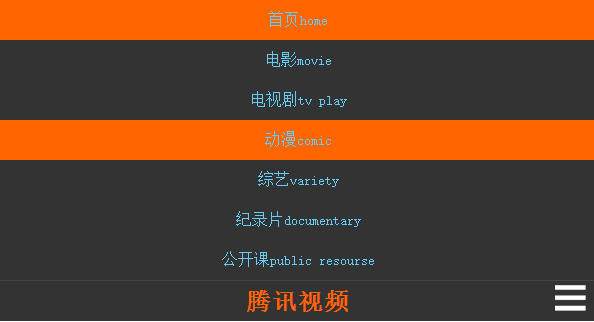 首页home
电影movie
电视剧tv play
动漫comic
综艺variety
纪录片documentary
公开课public resourse
腾讯视频